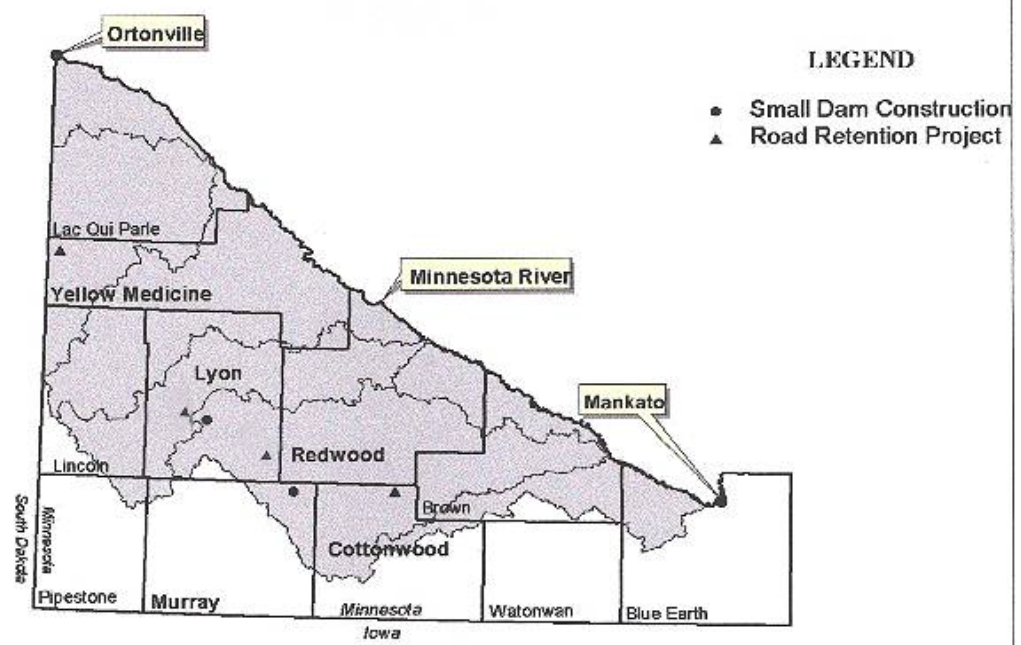 Ortonville
LEGEND
Small Dam Construction
Road Retention Project
Lac Qui Parle
Minnesota River
Yellow Medicine
Lyon
Mankato
Redwood
Lincoln
Brown
South Dakota
Minnesota
Cottonwood
Pipestone
Murray
Minnesota
Watonwan
Blue Earth
Iowa